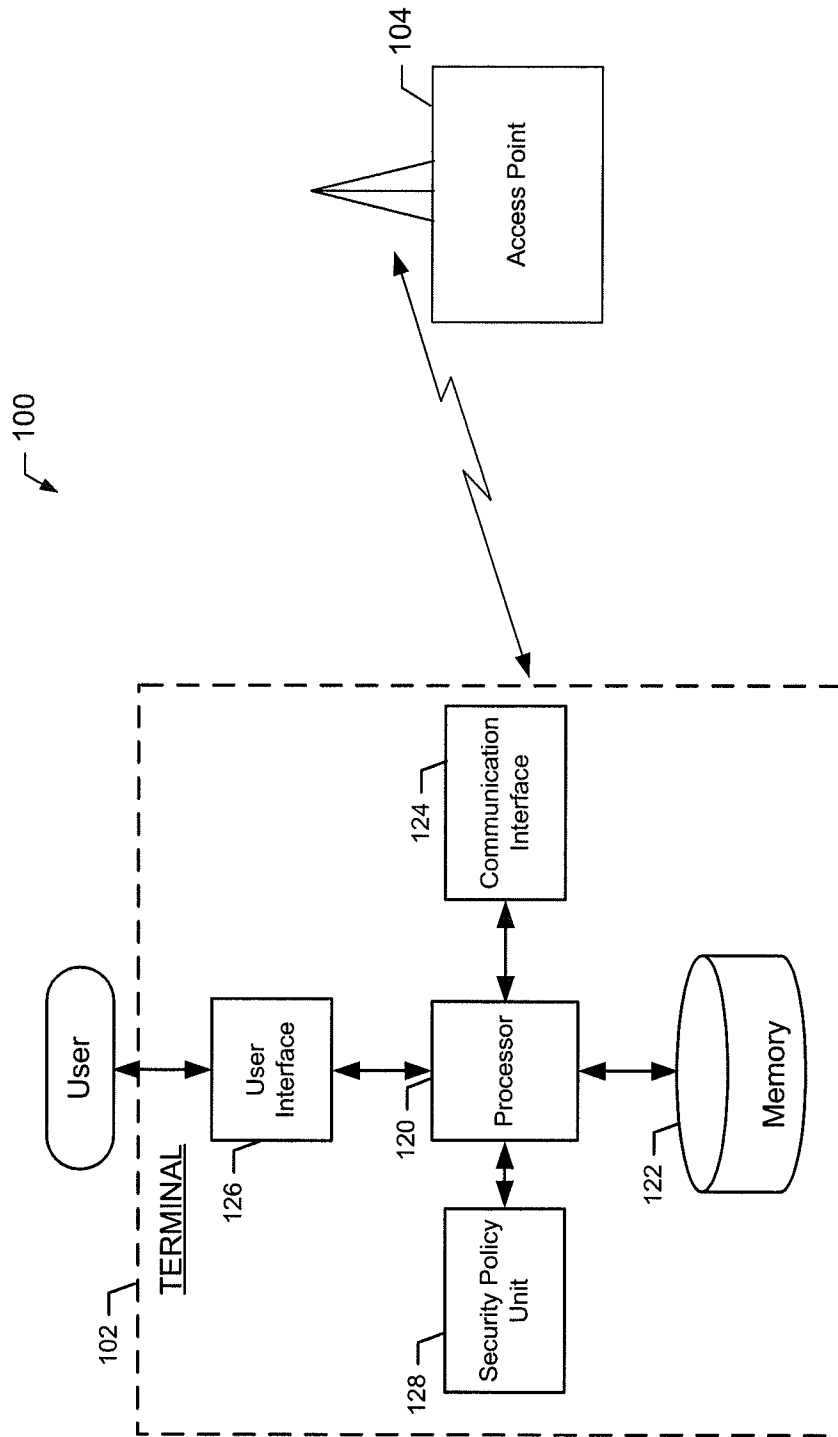 100
User
102
TERMINAL
126
User
Interface
104
Access Point
128
Security Policy
Unit
120
Processor
124
Communication
Interface
122
Memory